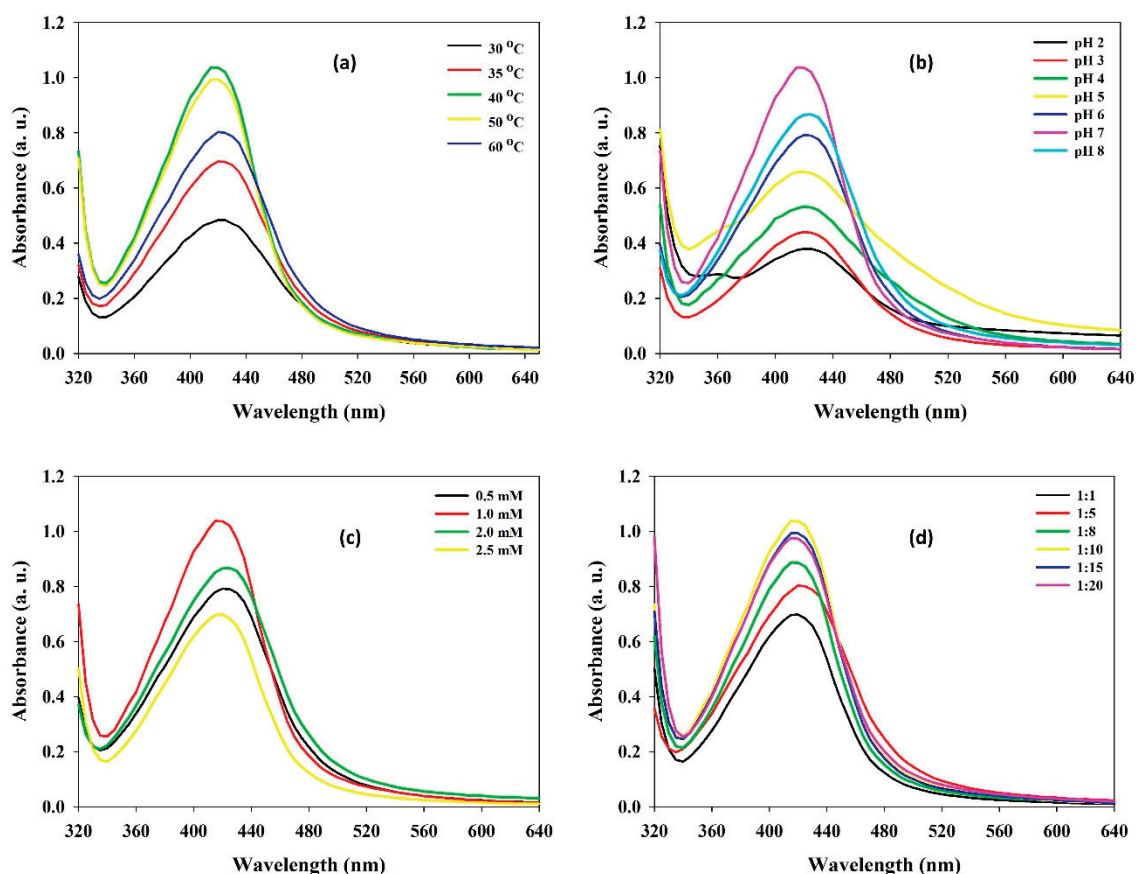 (a)
Absorbance (a. u.)
1.2
1.0
0.8
0.6
0.4
0.2
0.0
30 °C
35 °C
40 °C
50 °C
60 °C
320 360 400 440 480 520 560 600 640
Wavelength (nm)
(b)
Absorbance (a. u.)
1.2
1.0
0.8
0.6
0.4
0.2
0.0
pH 2
pH 3
pH 4
pH 5
pH 6
pH 7
pH 8
320 360 400 440 480 520 560 600 640
Wavelength (nm)
(c)
Absorbance (a. u.)
1.2
1.0
0.8
0.6
0.4
0.2
0.0
0.5 mM
1.0 mM
2.0 mM
2.5 mM
320 360 400 440 480 520 560 600 640
Wavelength (nm)
(d)
Absorbance (a. u.)
1.2
1.0
0.8
0.6
0.4
0.2
0.0
1:1
1:5
1:8
1:10
1:15
1:20
320 360 400 440 480 520 560 600 640
Wavelength (nm)